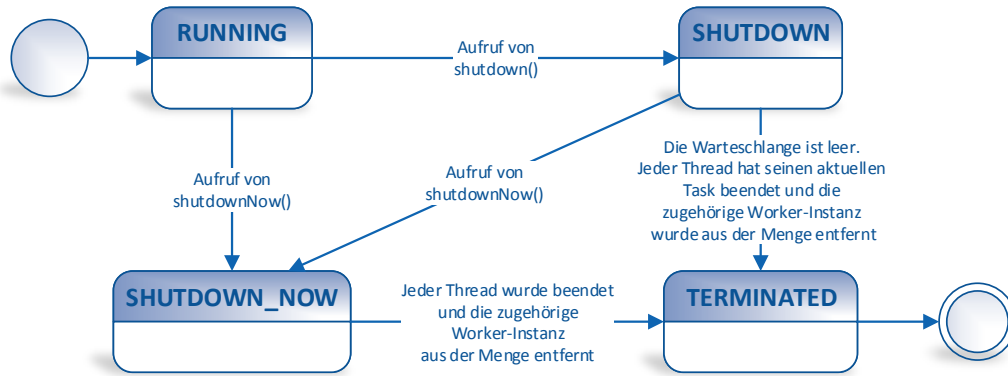 RUNNING
SHUTDOWN
Aufruf von
shutdown()
Die Warteschlange ist leer.
Jeder Thread hat seinen aktuellen
Task beendet und die
zugehörige Worker-Instanz
wurde aus der Menge entfernt
Aufruf von
shutdownNow()
Aufruf von
shutdownNow()
SHUTDOWN_NOW
Jeder Thread wurde beendet
und die zugehörige
Worker-Instanz
aus der Menge entfernt
TERMINATED